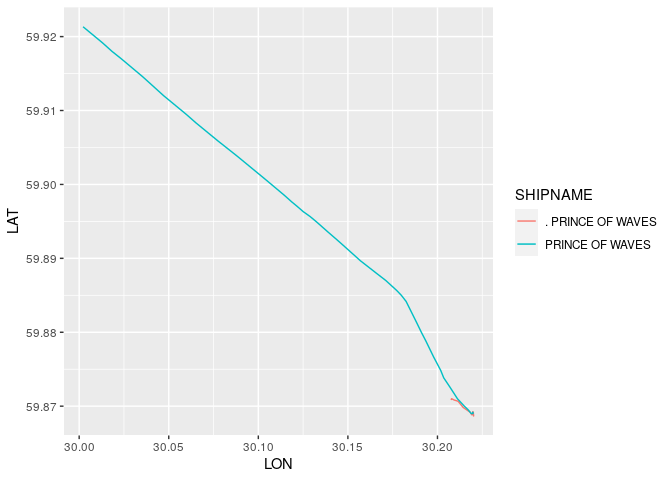 59.92
59.91
59.90
59.89
59.88
59.87
LAT
30.00 30.05 30.10 30.15 30.20
LON
SHIPNAME
. PRINCE OF WAVES
PRINCE OF WAVES